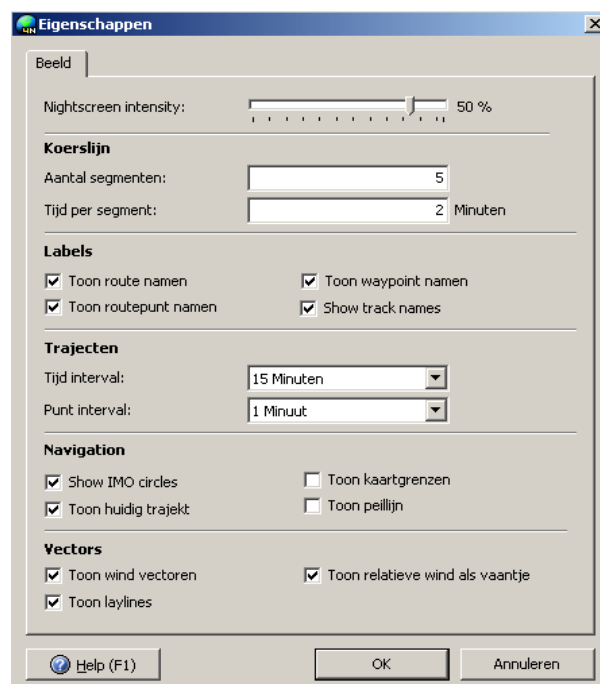 Eigenschappen
Beeld
Nightscreen intensity: 50 %
Koerslijn
Aantal segmenten: 5
Tijd per segment: 2 Minuten
Labels
Toon route namen Toon waypoint namen
Toon routepunt namen Show track names
Trajecten
Tijd interval: 15 Minuten
Punt interval: 1 Minuut
Navigation
Show IMO circles Toon kaartgrenzen
Toon huidig trajekt Toon peillijn
Vectors
Toon wind vectoren Toon relatieve wind als vaantje
Toon laylines
Help (F1) OK Annuleren